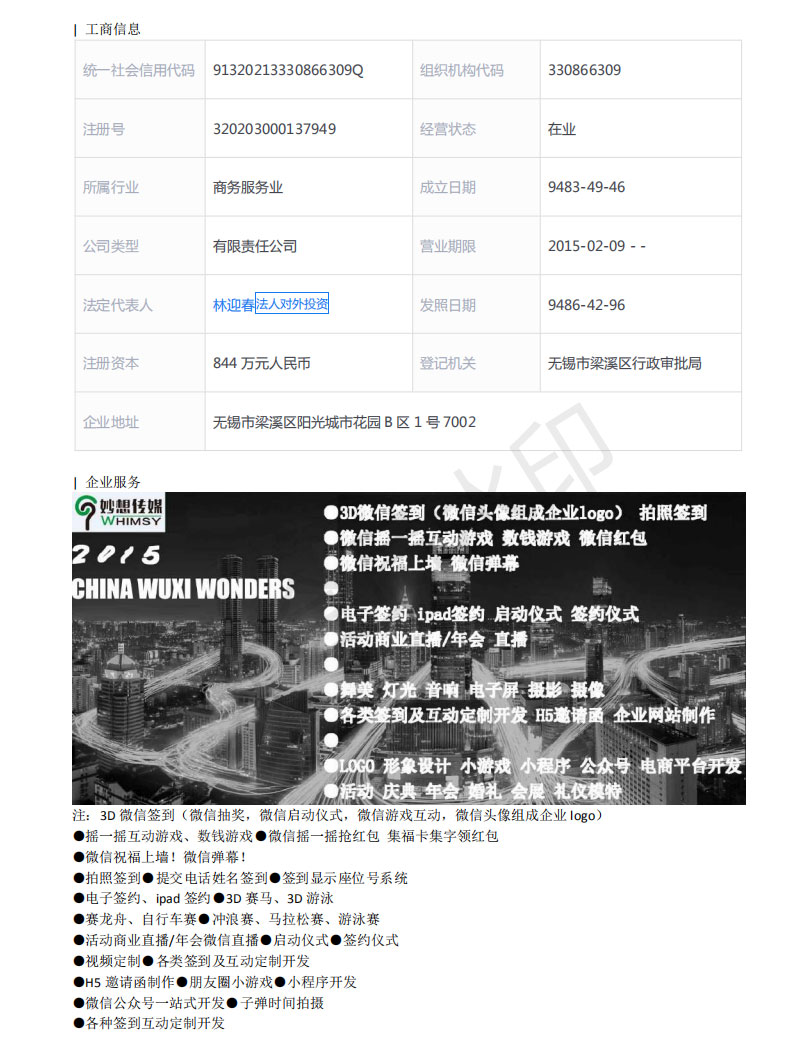 | 工商信息
统一社会信用代码 91320213330866309Q 组织机构代码 330866309
注册号 320203000137949 经营状态 在业
所属行业 商务服务业 成立日期 9483-49-46
公司类型 有限责任公司 营业期限 2015-02-09 - -
法定代表人 林迎春法人对外投资 发照日期 9486-42-96
注册资本 844 万元人民币 登记机关 无锡市梁溪区行政审批局
企业地址 无锡市梁溪区阳光城市花园 B 区 1 号 7002
水印
| 企业服务
妙想传媒
WHIMSY
2015
CHINA WUXI WONDERS
●3D微信签到（微信头像组成企业logo） 拍照签到
●微信摇一摇互动游戏 数钱游戏 微信红包
●微信祝福上墙 微信弹幕
●
●电子签约 ipad签约 启动仪式 签约仪式
●活动商业直播/年会 直播
●
●舞美 灯光 音响 电子屏 摄影 摄像
●各类签到及互动定制开发 H5邀请函 企业网站制作
●
●LOGO 形象设计 小游戏 小程序 公众号 电商平台开发
●活动 庆典 年会 婚礼 会展 礼仪模特
注：3D 微信签到（微信抽奖，微信启动仪式，微信游戏互动，微信头像组成企业 logo）
●摇一摇互动游戏、数钱游戏●微信摇一摇抢红包 集福卡集字领红包
●微信祝福上墙！微信弹幕！
●拍照签到●提交电话姓名签到●签到显示座位号系统
●电子签约、ipad 签约●3D 赛马、3D 游泳
●赛龙舟、自行车赛●冲浪赛、马拉松赛、游泳赛
●活动商业直播/年会微信直播●启动仪式●签约仪式
●视频定制●各类签到及互动定制开发
●H5 邀请函制作●朋友圈小游戏●小程序开发
●微信公众号一站式开发●子弹时间拍摄
●各种签到互动定制开发